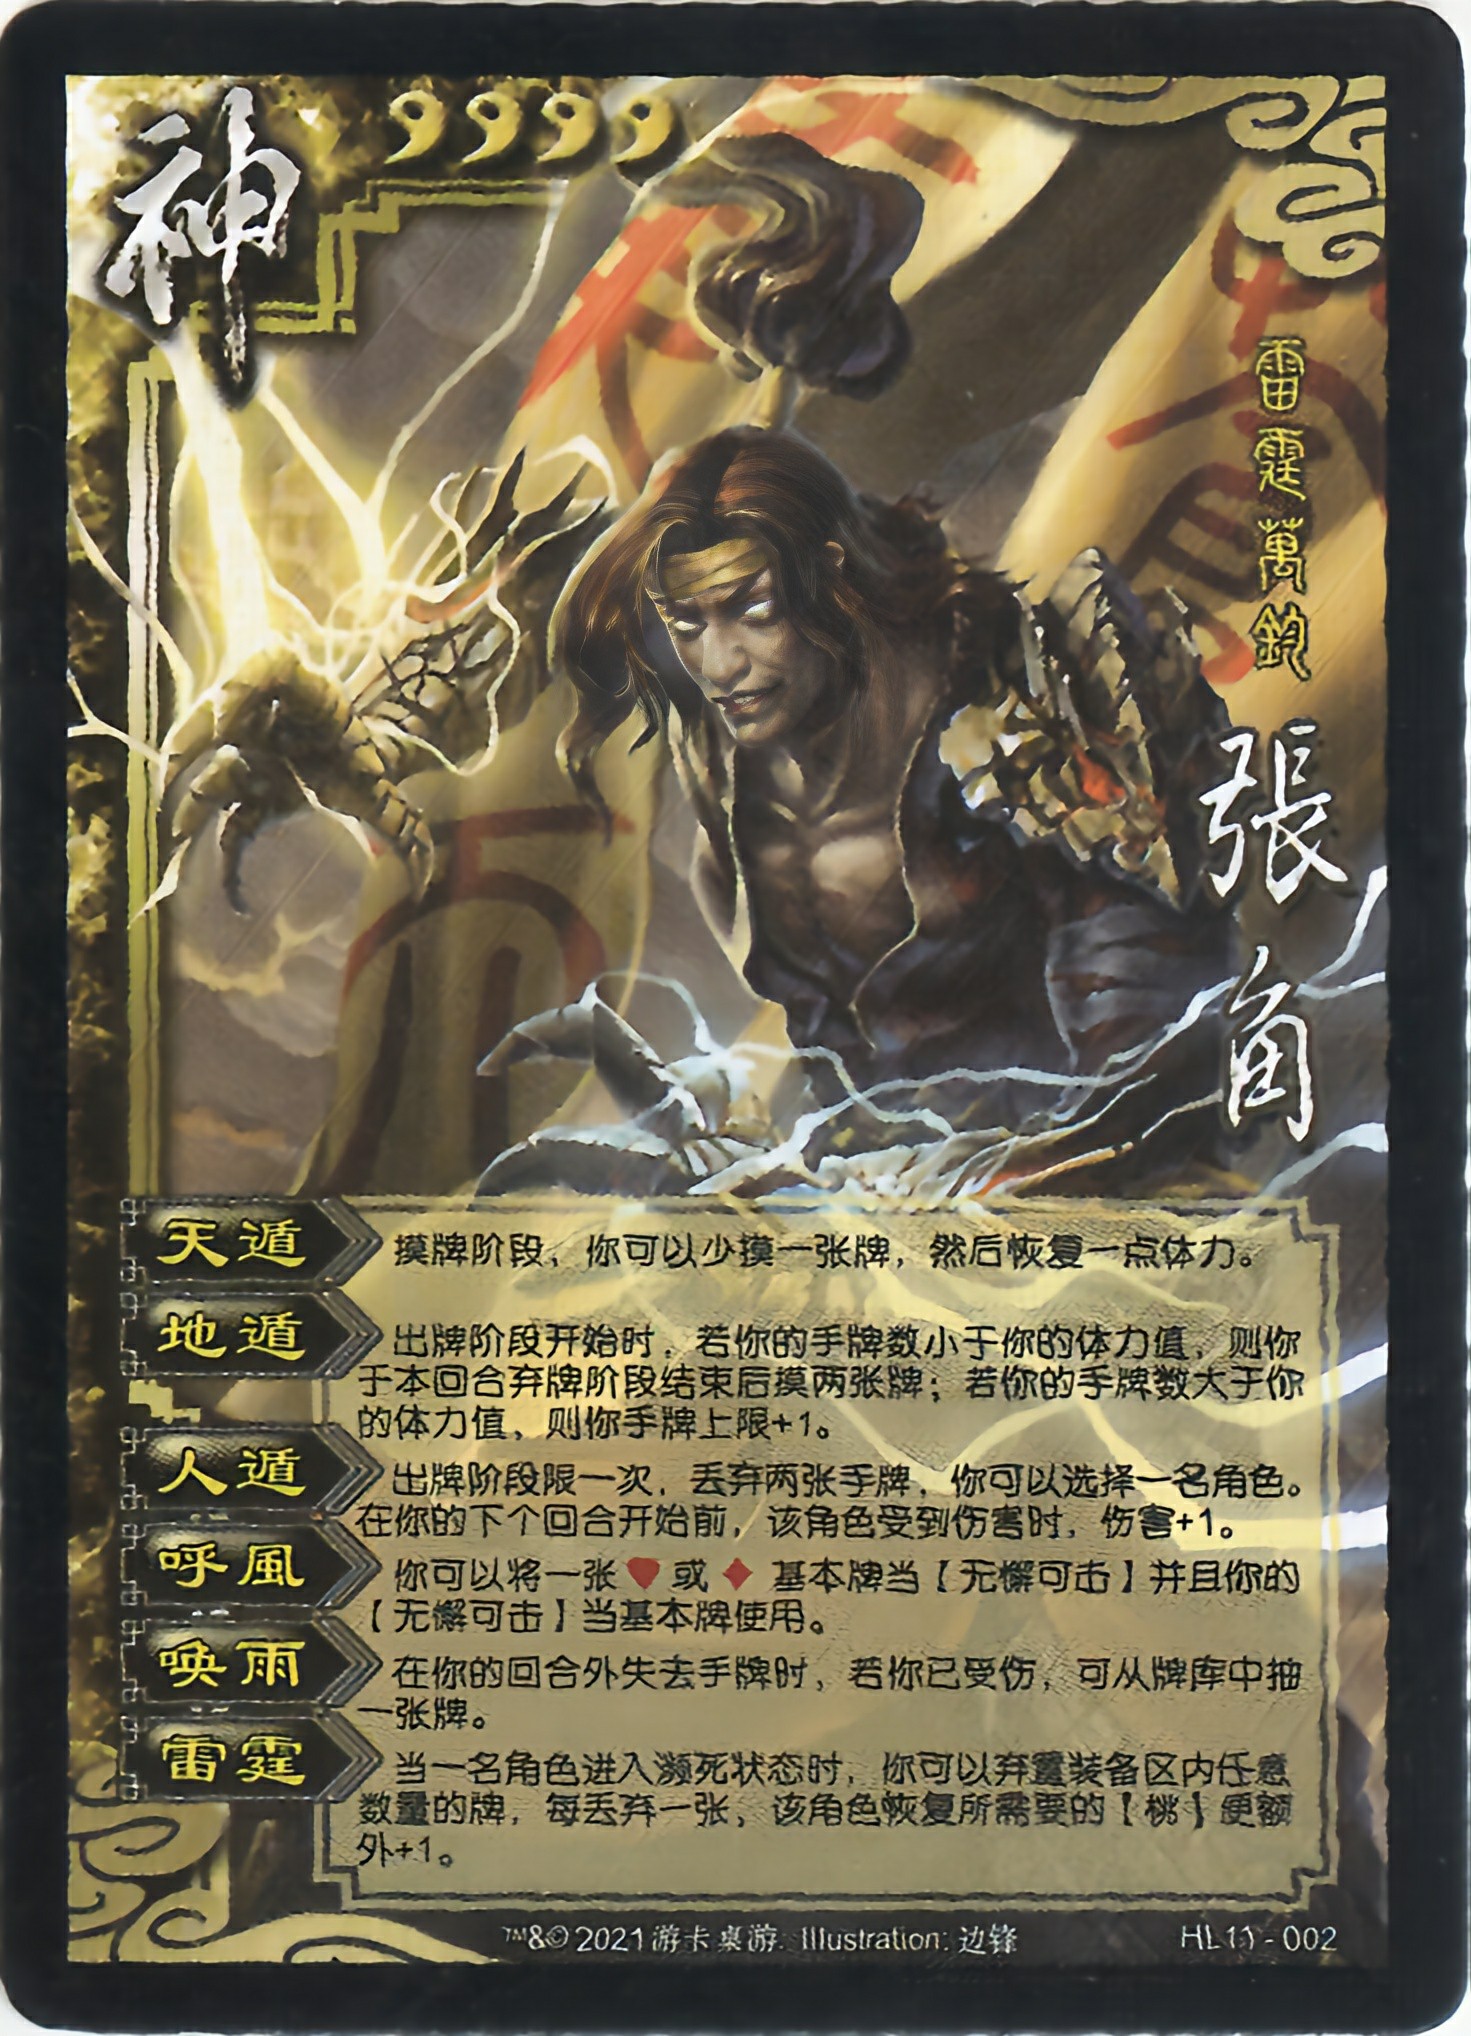 神
雷霆萬鈞
張角
天遁
摸牌阶段，你可以少摸一张牌，然后恢复一点体力。
地遁
出牌阶段开始时，若你的手牌数小于你的体力值，则你
于本回合弃牌阶段结束后摸两张牌；若你的手牌数大于你
的体力值，则你手牌上限+1。
人遁
出牌阶段限一次，丢弃两张手牌，你可以选择一名角色。
在你的下个回合开始前，该角色受到伤害时，伤害+1。
呼風
你可以将一张♥或♦基本牌当【无懈可击】并且你的
【无懈可击】当基本牌使用。
唤雨
在你的回合外失去手牌时，若你已受伤，可从牌库中抽
一张牌。
雷霆
当一名角色进入濒死状态时，你可以弃置装备区内任意
数量的牌，每丢弃一张，该角色恢复所需要的【桃】便额
外+1。
™&©2021游卡桌游. Illustration: 边锋
HL11-002